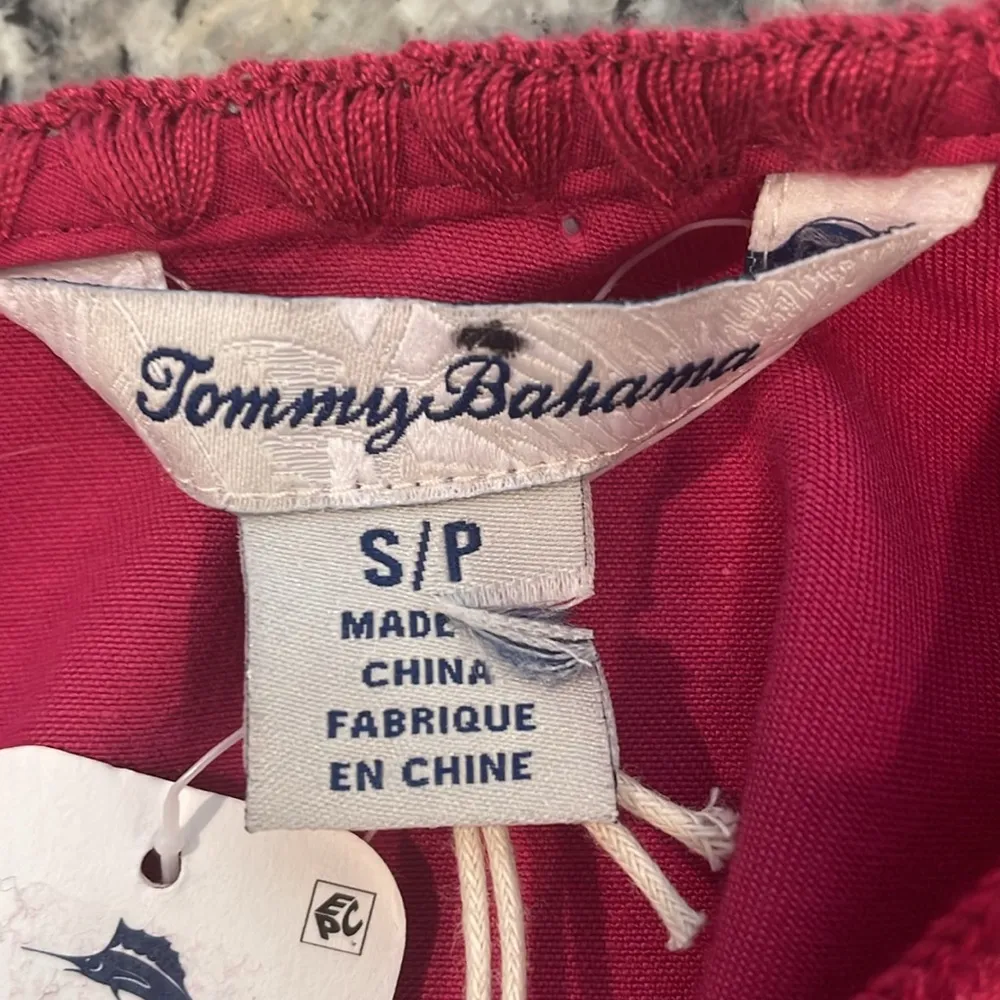 Tommy Bahama
S/P
MADE
CHINA
FABRIQUE
EN CHINE
EPC